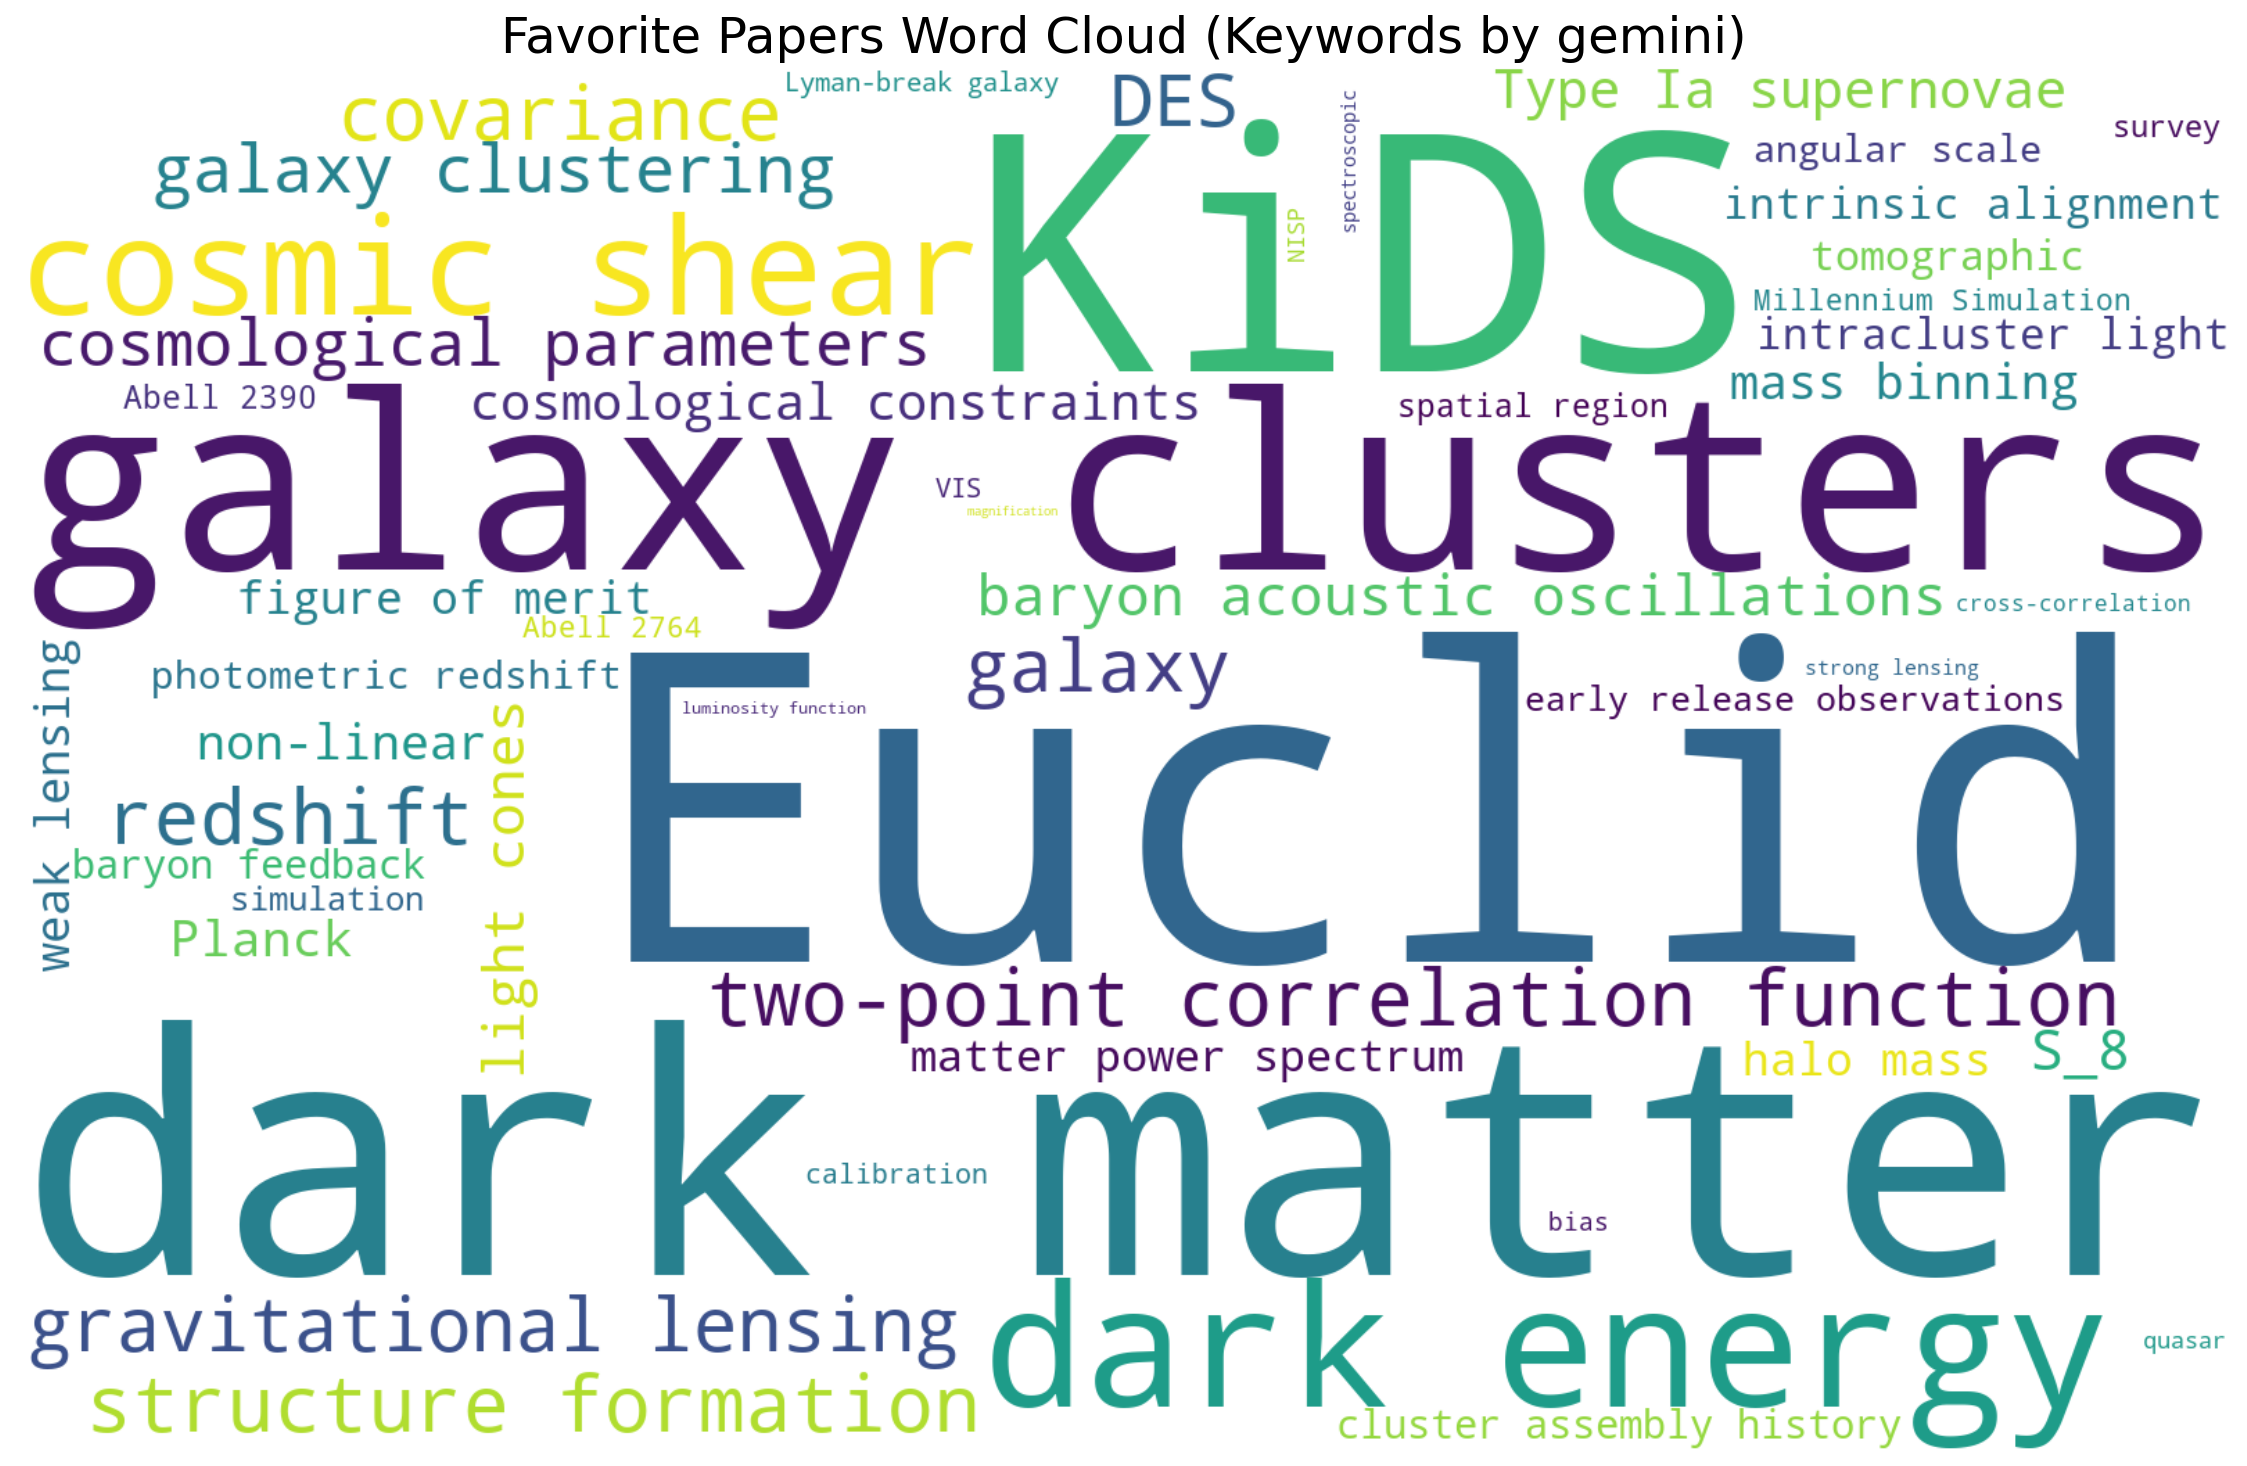 Favorite Papers Word Cloud (Keywords by gemini)
Lyman-break galaxy
DES
Type Ia supernovae
covariance
survey
spectroscopic
angular scale
galaxy clustering
KiDS
intrinsic alignment
NISP
tomographic
cosmic shear
Millennium Simulation
intracluster light
cosmological parameters
mass binning
Abell 2390
cosmological constraints
spatial region
galaxy clusters
VIS
magnification
figure of merit
baryon acoustic oscillations
cross-correlation
Abell 2764
galaxy
strong lensing
photometric redshift
early release observations
luminosity function
weak lensing
non-linear
light cones
Euclid
redshift
baryon feedback
simulation
Planck
two-point correlation function
matter power spectrum
halo mass
S_8
dark matter
calibration
bias
gravitational lensing
dark energy
quasar
structure formation
cluster assembly history